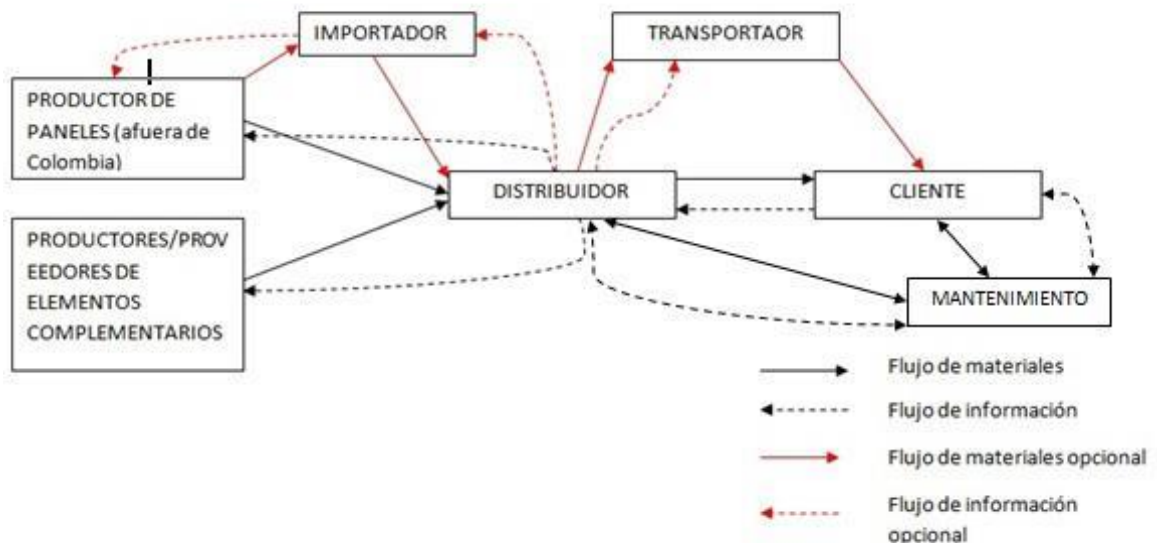 IMPORTADOR
TRANSPORTAOR
PRODUCTOR DE
PANELES (afuera de
Colombia)
DISTRIBUIDOR
CLIENTE
PRODUCTORES/PROV
EEDORES DE
ELEMENTOS
COMPLEMENTARIOS
MANTENIMIENTO
Flujo de materiales
Flujo de información
Flujo de materiales opcional
Flujo de información
opcional